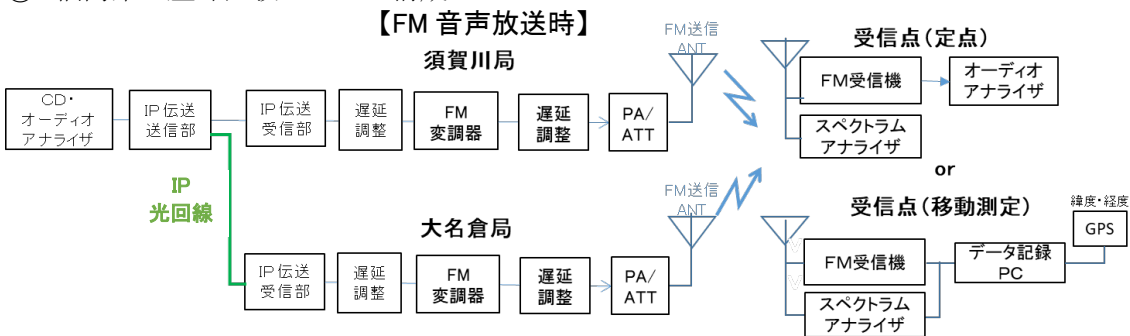 【FM 音声放送時】
須賀川局
CD・
オーディオ
アナライザ
IP伝送
送信部
IP伝送
受信部
遅延
調整
FM
変調器
遅延
調整
PA/
ATT
FM送信
ANT
受信点（定点）
FM受信機
オーディオ
アナライザ
スペクトラム
アナライザ
or
IP
光回線
大名倉局
IP伝送
受信部
遅延
調整
FM
変調器
遅延
調整
PA/
ATT
FM送信
ANT
受信点（移動測定）
FM受信機
スペクトラム
アナライザ
データ記録
PC
緯度・経度
GPS